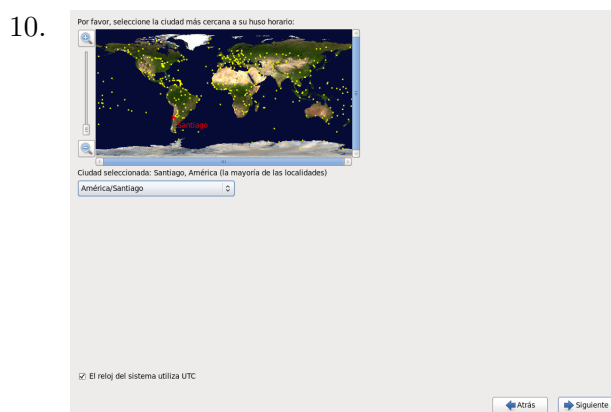 10.
Por favor, seleccione la ciudad más cercana a su huso horario:
Santiago
Ciudad seleccionada: Santiago, América (la mayoría de las localidades)
América/Santiago
El reloj del sistema utiliza UTC
Atrás
Siguiente